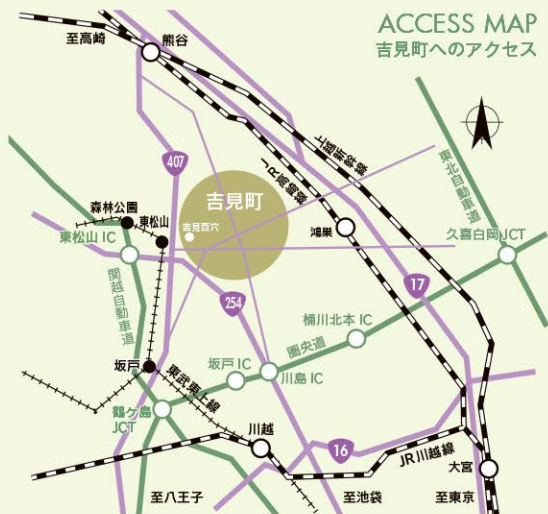 ACCESS MAP
吉見町へのアクセス
至高崎
熊谷
上越新幹線
JR高崎線
東北自動車道
407
吉見町
吉見百穴
森林公園
東松山
東松山 IC
鴻巣
久喜白岡 JCT
関越自動車道
17
254
桶川北本 IC
圏央道
坂戸
坂戸 IC
川島 IC
東武東上線
鶴ヶ島
JCT
川越
16
JR川越線
大宮
至八王子
至池袋
至東京